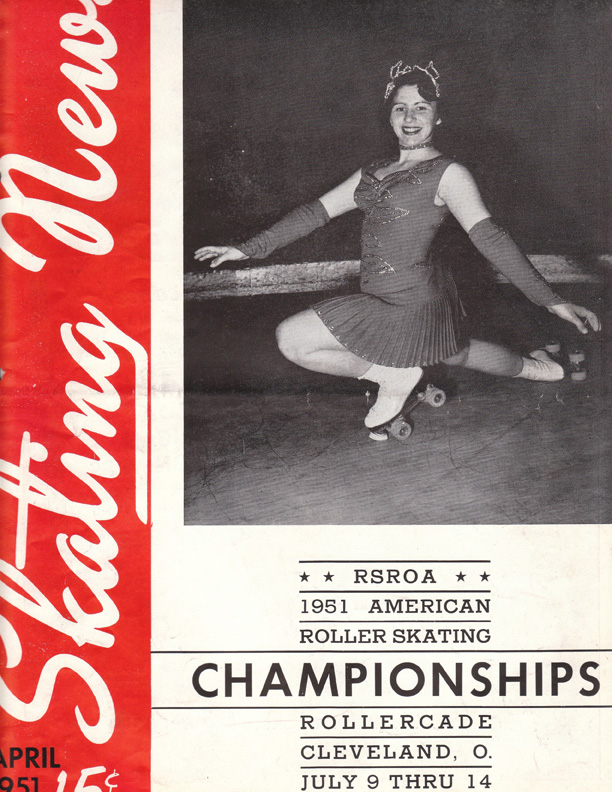 Skating News
APRIL
1951
15¢
★ ★ RSROA ★ ★
1951 AMERICAN
ROLLER SKATING
CHAMPIONSHIPS
ROLLERCADE
CLEVELAND, O.
JULY 9 THRU 14